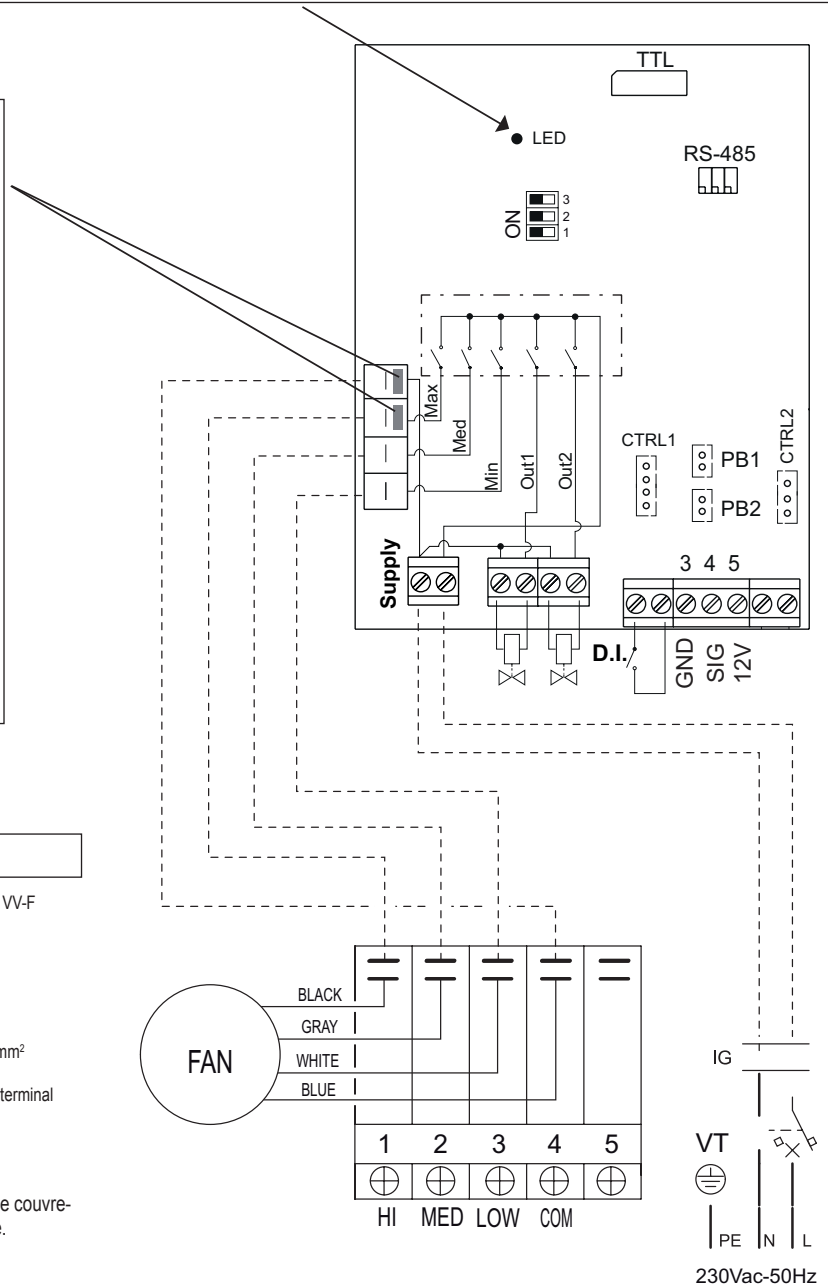 TTL
LED
RS-485
3
2
1
ON
Max
Med
Min
Out1
Out2
CTRL1
PB1
PB2
CTRL2
Supply
3 4 5
D.I.
GND
SIG
12V
VV-F
mm²
terminal
e couvre-
e.
FAN
BLACK
GRAY
WHITE
BLUE
1 2 3 4 5
HI MED LOW COM
IG
VT
PE N L
230Vac-50Hz